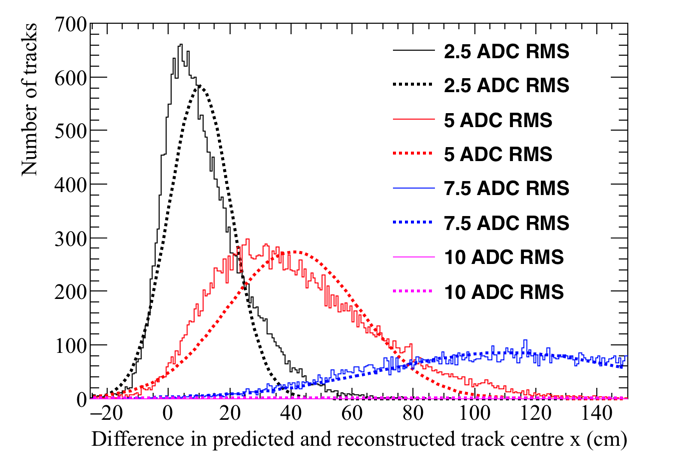 Number of tracks
700
600
500
400
300
200
100
0
2.5 ADC RMS
2.5 ADC RMS
5 ADC RMS
5 ADC RMS
7.5 ADC RMS
7.5 ADC RMS
10 ADC RMS
10 ADC RMS
−20 0 20 40 60 80 100 120 140
Difference in predicted and reconstructed track centre x (cm)